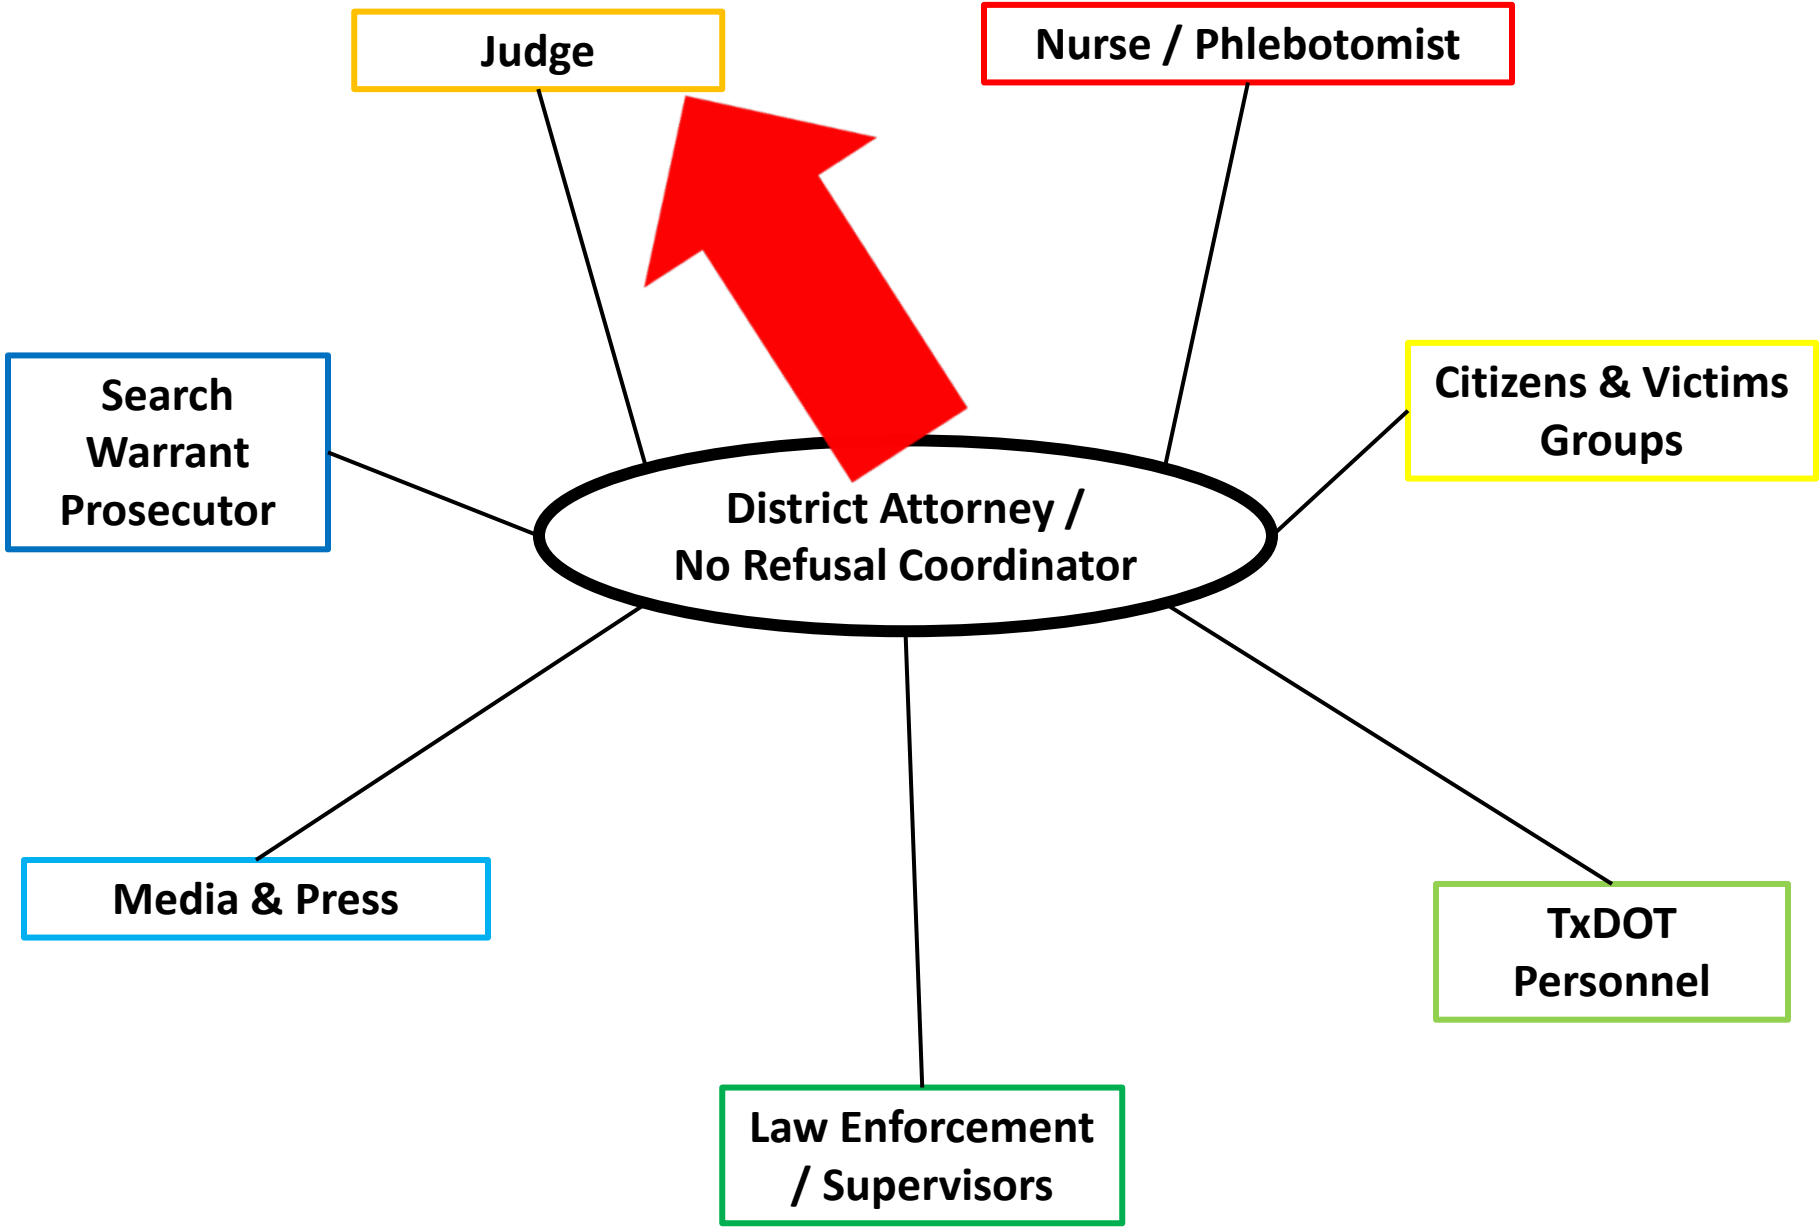 Judge
Nurse / Phlebotomist
Search
Warrant
Prosecutor
Citizens & Victims
Groups
District Attorney /
No Refusal Coordinator
Media & Press
TxDOT
Personnel
Law Enforcement
/ Supervisors